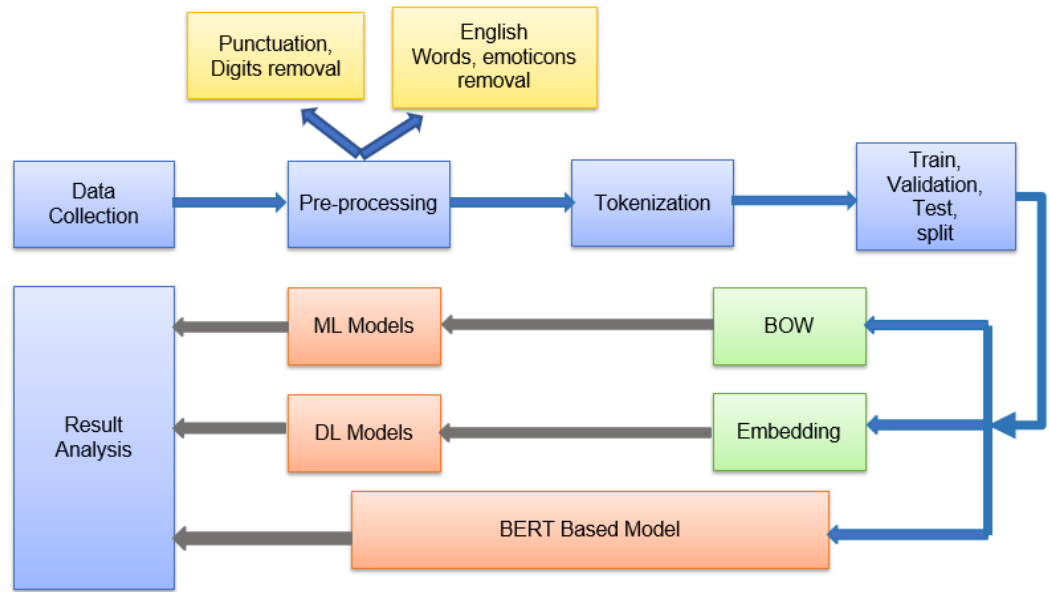 Punctuation,
Digits removal
English
Words, emoticons
removal
Data
Collection
Pre-processing
Tokenization
Train,
Validation,
Test,
split
Result
Analysis
ML Models
BOW
DL Models
Embedding
BERT Based Model